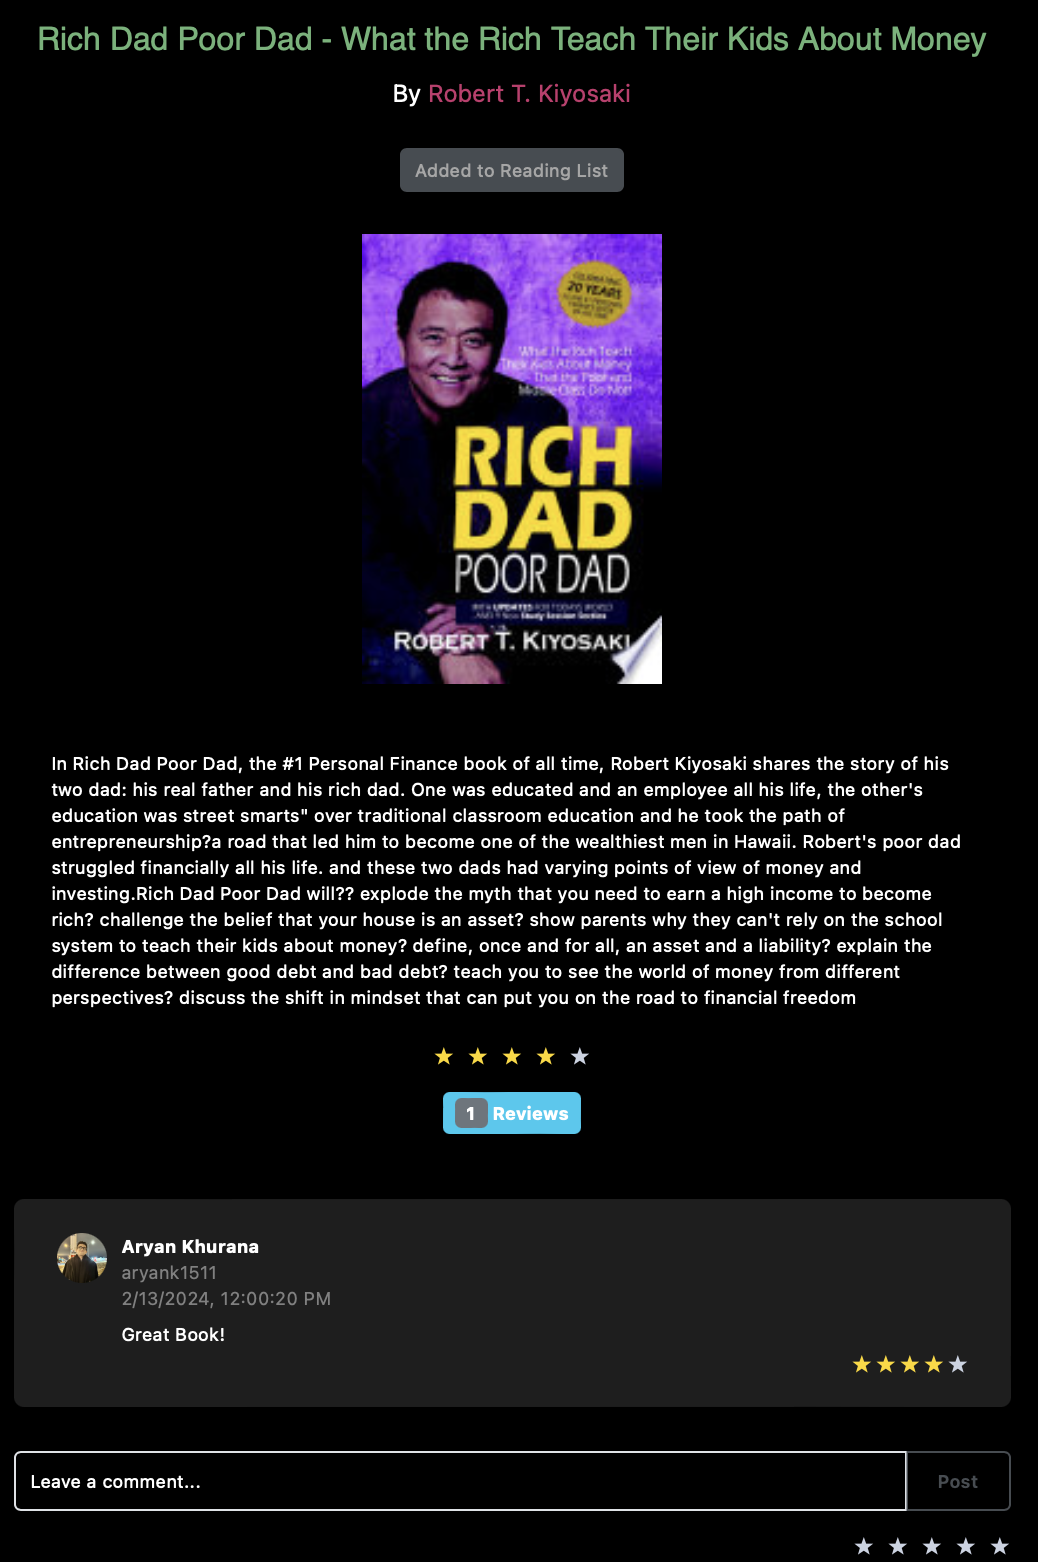 Rich Dad Poor Dad - What the Rich Teach Their Kids About Money
By Robert T. Kiyosaki
Added to Reading List
20 YEARS
What the Rich Teach
Their Kids About Money
That the Poor and
Middle Class Do Not!
RICH
DAD
POOR DAD
WITH UPDATES FOR TODAY'S WORLD
Study Session Section
ROBERT T. KIYOSAKI
In Rich Dad Poor Dad, the #1 Personal Finance book of all time, Robert Kiyosaki shares the story of his
two dad: his real father and his rich dad. One was educated and an employee all his life, the other's
education was street smarts" over traditional classroom education and he took the path of
entrepreneurship?a road that led him to become one of the wealthiest men in Hawaii. Robert's poor dad
struggled financially all his life. and these two dads had varying points of view of money and
investing.Rich Dad Poor Dad will?? explode the myth that you need to earn a high income to become
rich? challenge the belief that your house is an asset? show parents why they can't rely on the school
system to teach their kids about money? define, once and for all, an asset and a liability? explain the
difference between good debt and bad debt? teach you to see the world of money from different
perspectives? discuss the shift in mindset that can put you on the road to financial freedom
1 Reviews
Aryan Khurana
aryank1511
2/13/2024, 12:00:20 PM
Great Book!
Leave a comment...
Post